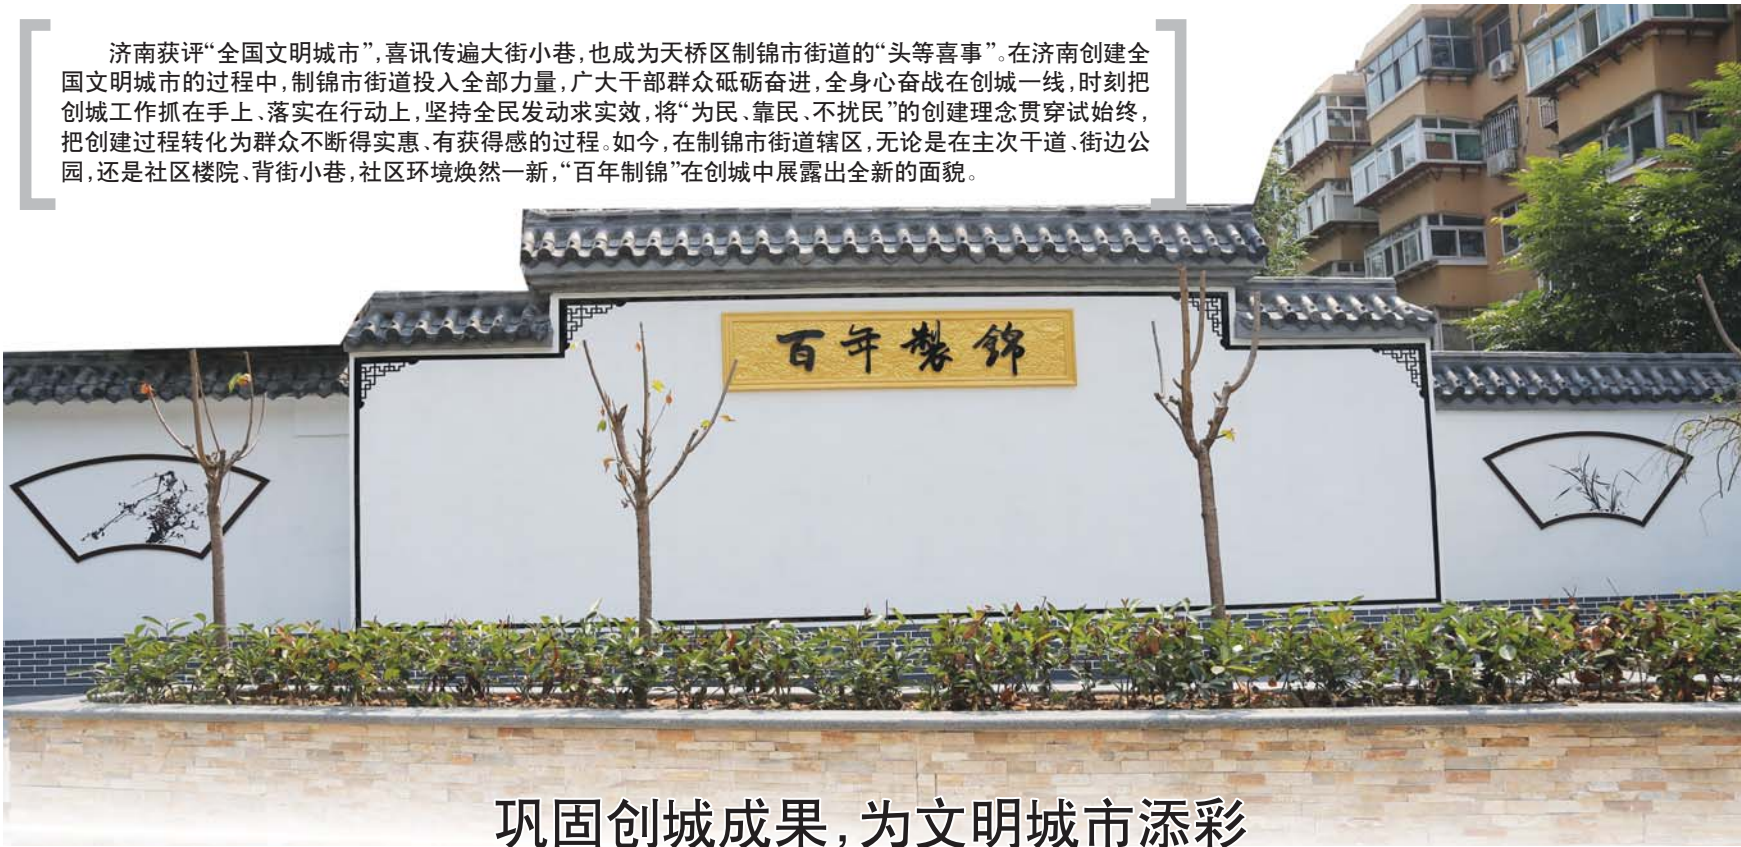 济南获评“全国文明城市”,喜讯传遍大街小巷,也成为天桥区制锦市街道的“头等喜事”。在济南创建全
国文明城市的过程中,制锦市街道投入全部力量,广大干部群众砥砺奋进,全身心奋战在创城一线,时刻把
创城工作抓在手上、落实在行动上,坚持全民发动求实效,将“为民、靠民、不扰民”的创建理念贯穿试始终,
把创建过程转化为群众不断得实惠、有获得感的过程。如今,在制锦市街道辖区,无论是在主次干道、街边公
园,还是社区楼院、背街小巷,社区环境焕然一新,“百年制锦”在创城中展露出全新的面貌。
百年製錦
巩固创城成果,为文明城市添彩